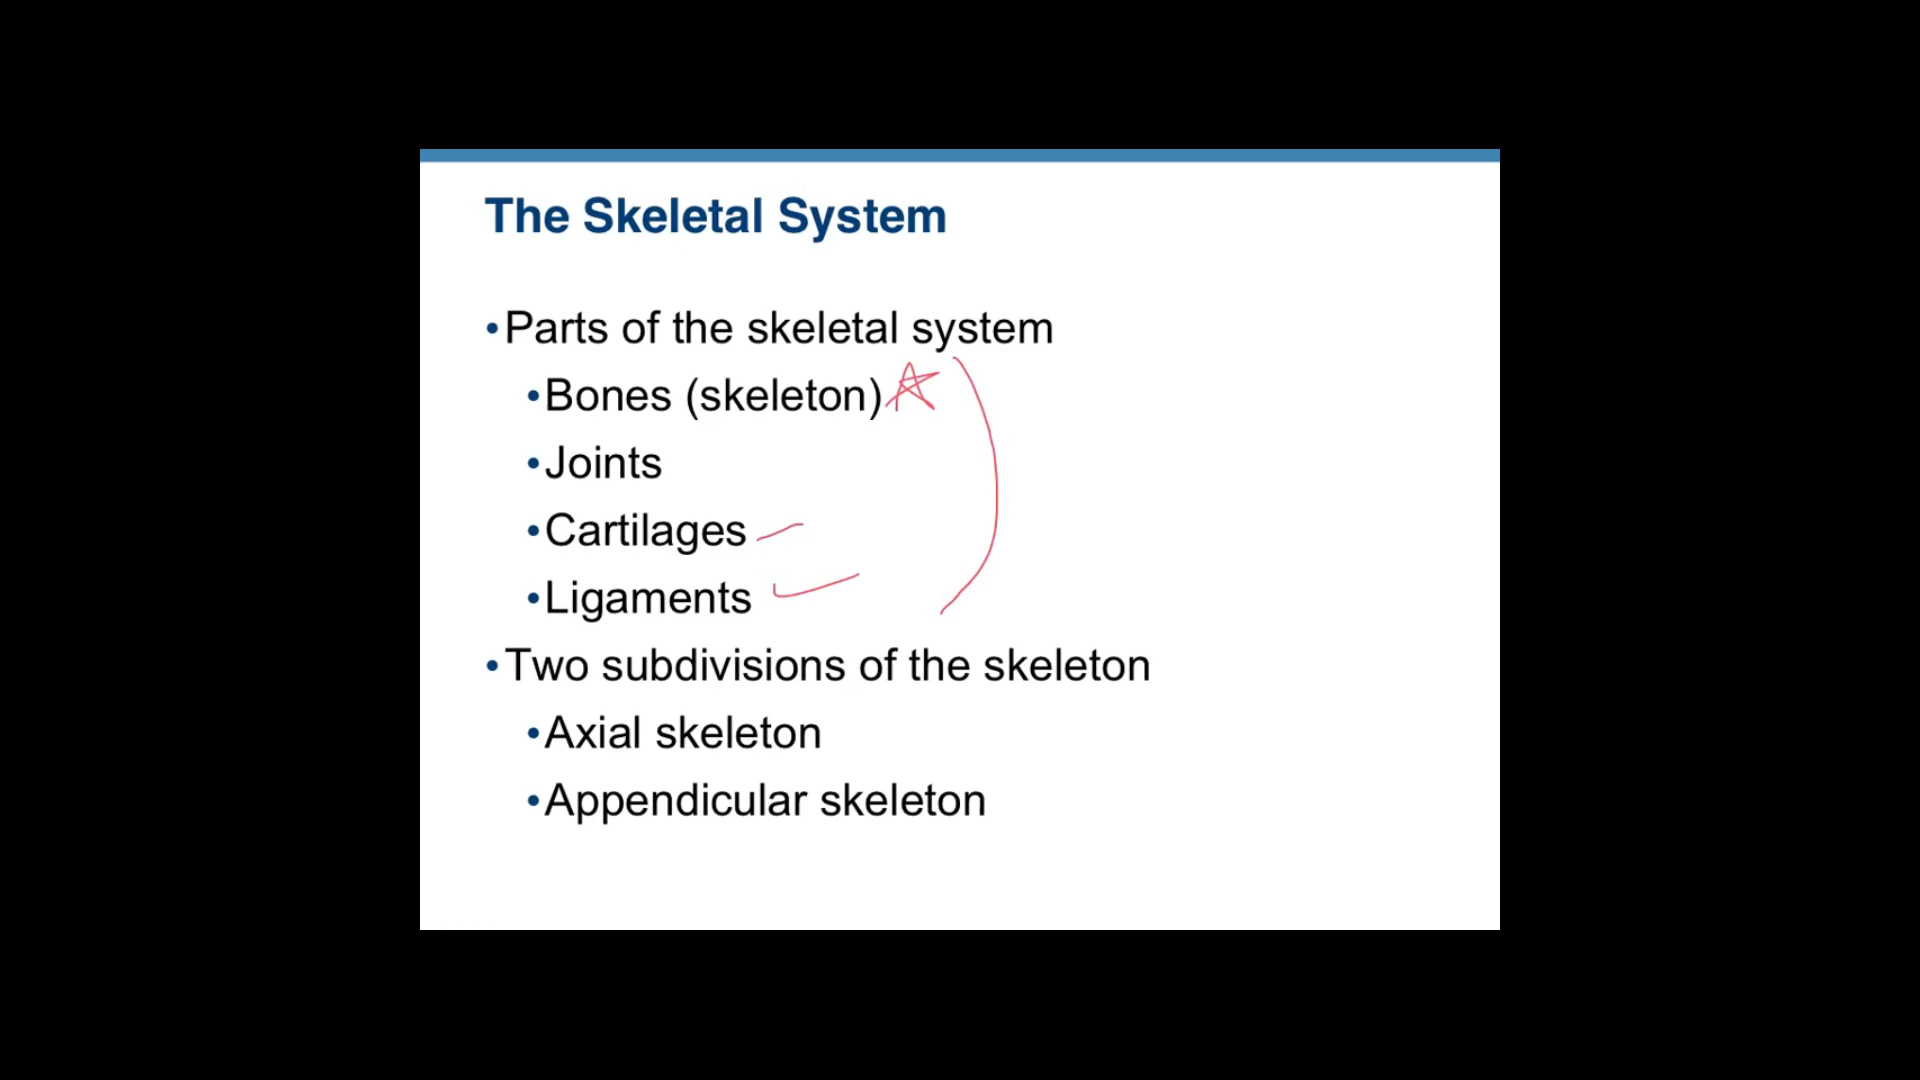 The Skeletal System
•Parts of the skeletal system
•Bones (skeleton)
•Joints
•Cartilages
•Ligaments
•Two subdivisions of the skeleton
•Axial skeleton
•Appendicular skeleton